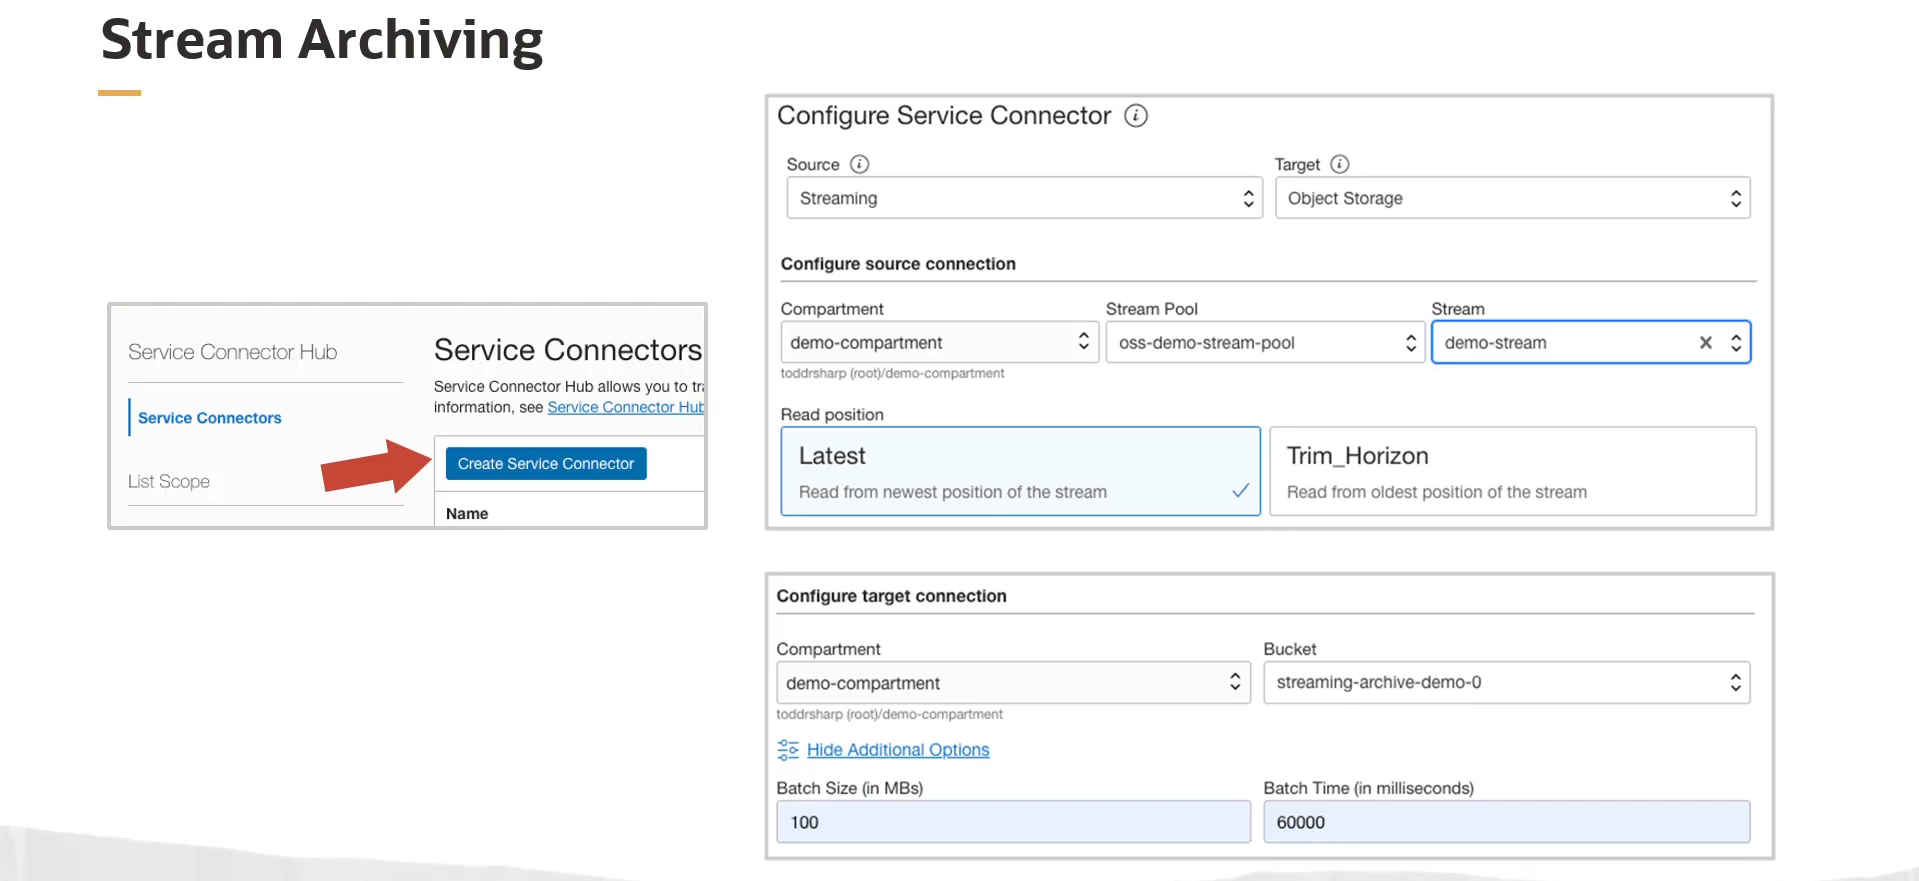 Stream Archiving
Service Connector Hub
Service Connectors
List Scope
Service Connectors
Service Connector Hub allows you to
information, see Service Connector Hub
Create Service Connector
Name
Configure Service Connector
Source
Target
Streaming
Object Storage
Configure source connection
Compartment
Stream Pool
Stream
demo-compartment
oss-demo-stream-pool
demo-stream
toddrsharp (root)/demo-compartment
Read position
Latest
Read from newest position of the stream
Trim_Horizon
Read from oldest position of the stream
Configure target connection
Compartment
Bucket
demo-compartment
streaming-archive-demo-0
toddrsharp (root)/demo-compartment
Hide Additional Options
Batch Size (in MBs)
Batch Time (in milliseconds)
100
60000